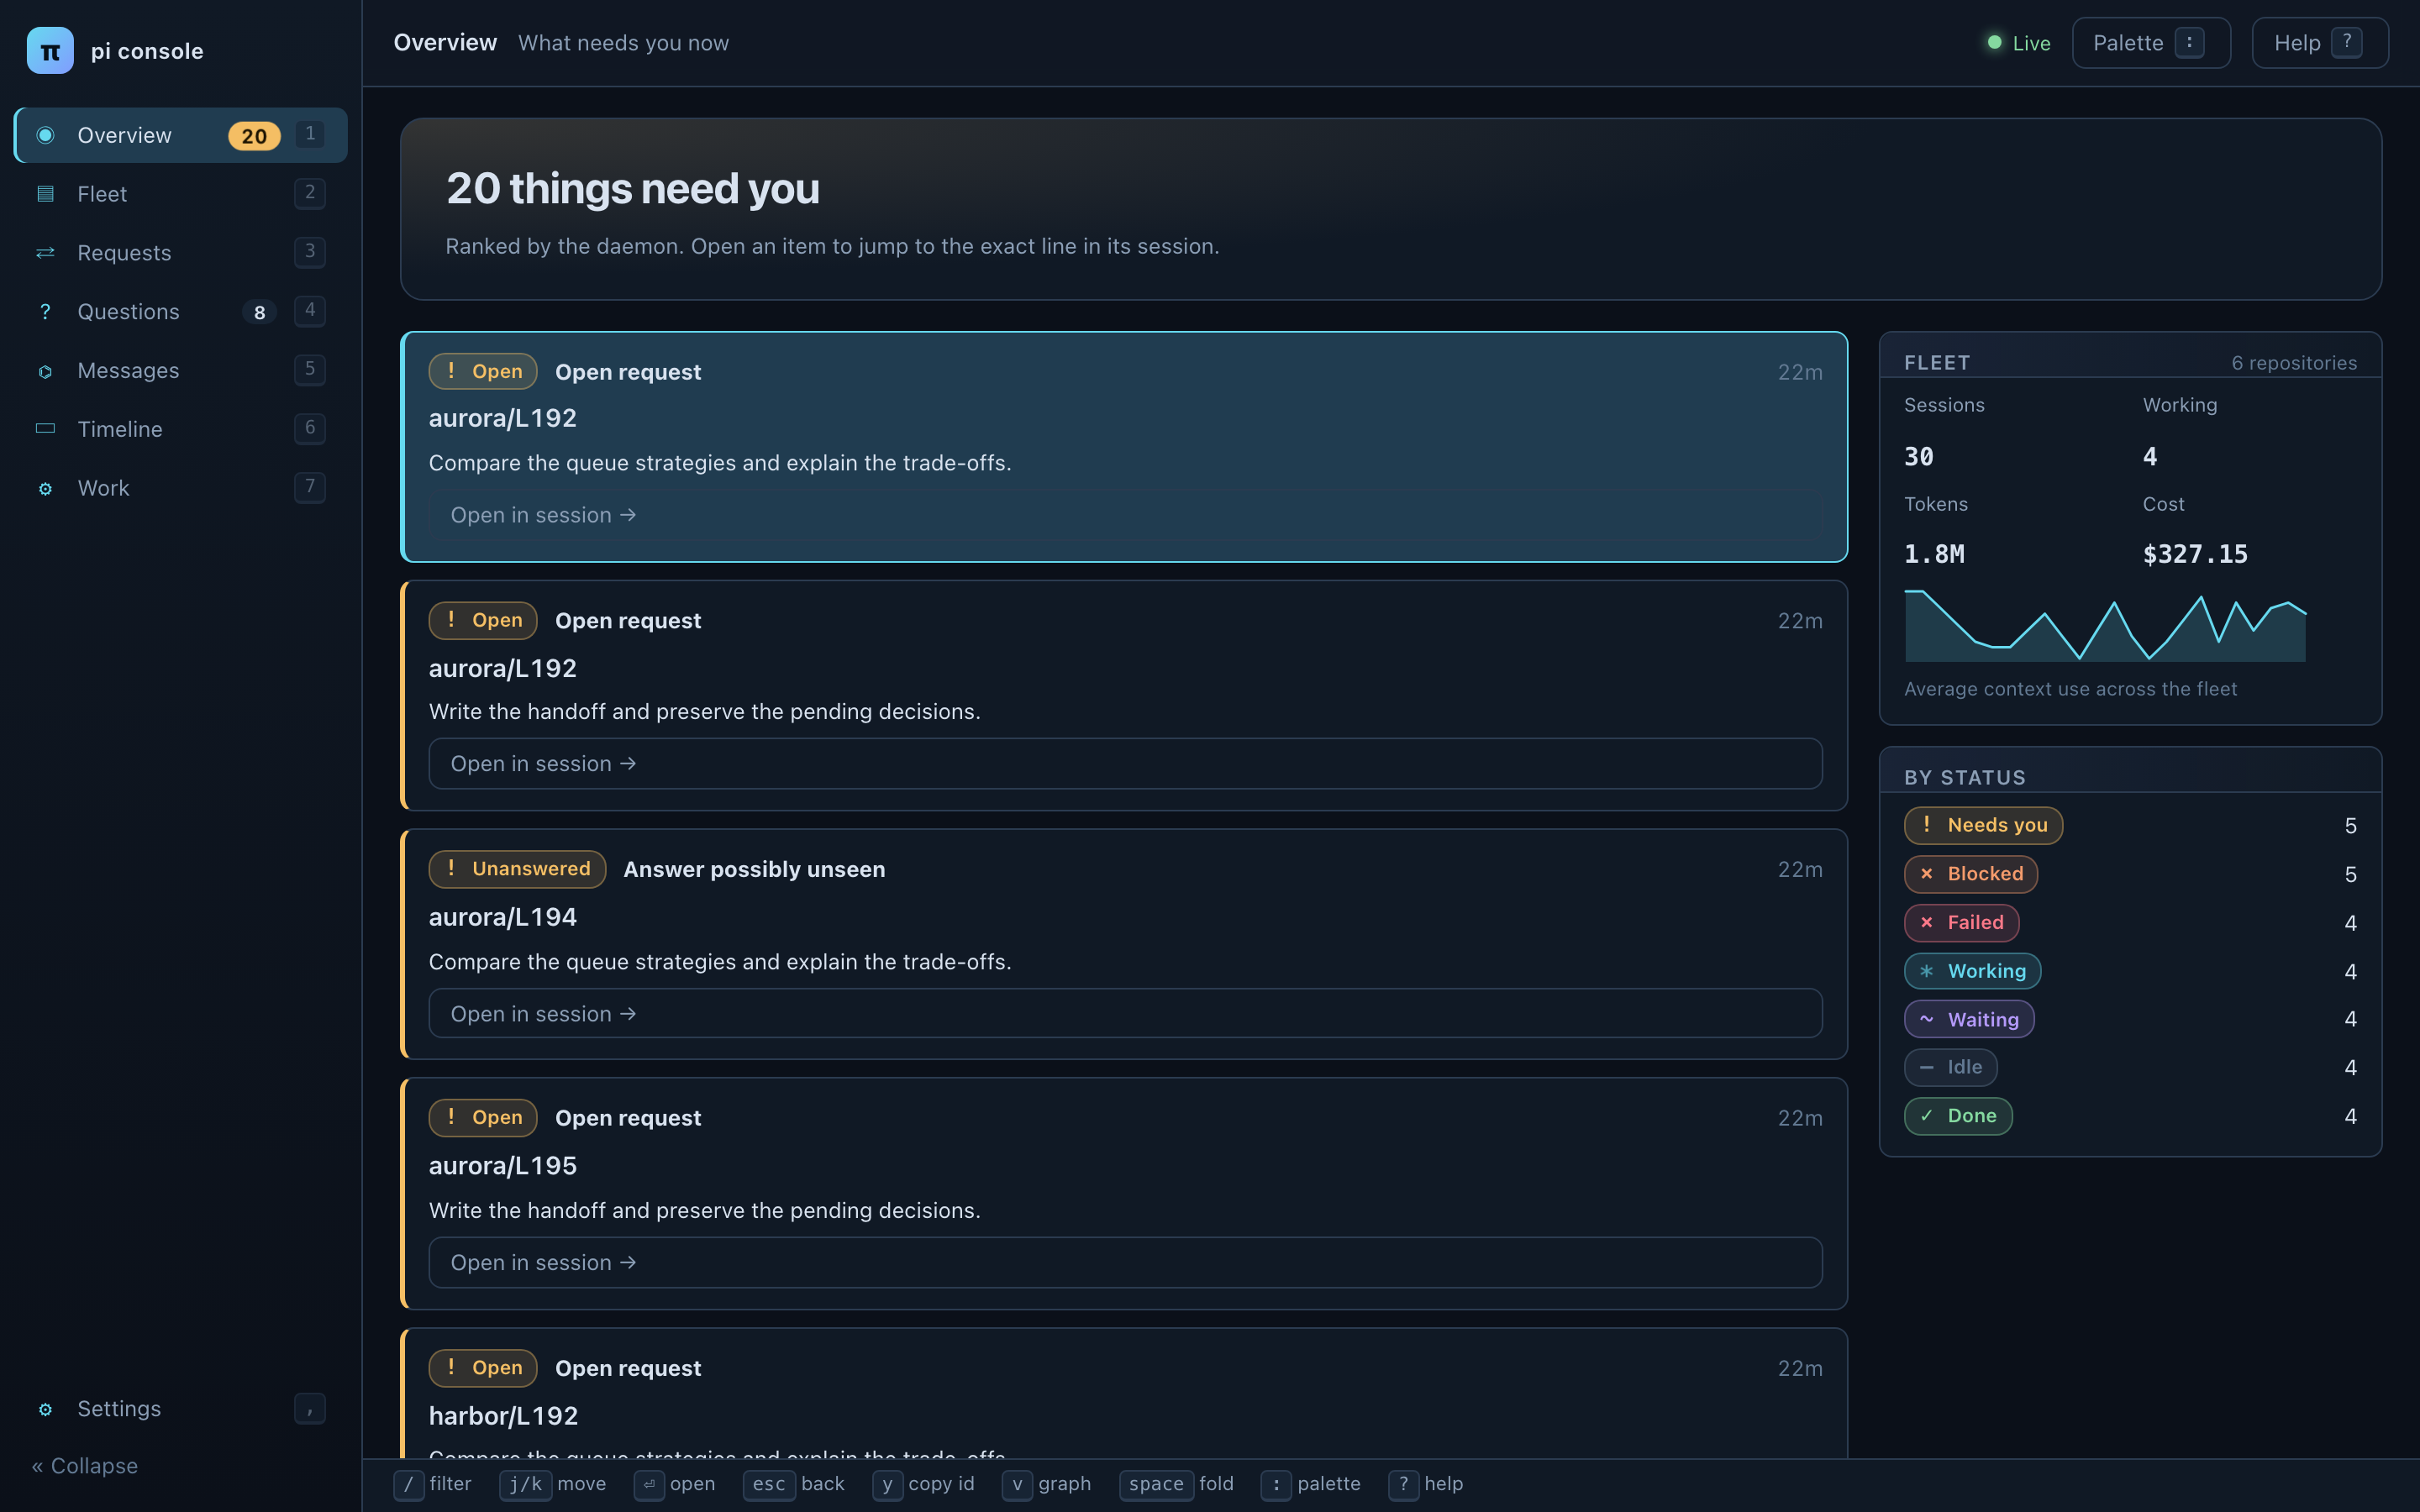 π pi console
Overview 20 1
Fleet 2
Requests 3
? Questions 8 4
Messages 5
Timeline 6
Work 7
Settings ,
« Collapse
Overview What needs you now
Live
Palette :
Help ?
20 things need you
Ranked by the daemon. Open an item to jump to the exact line in its session.
! Open Open request 22m
aurora/L192
Compare the queue strategies and explain the trade-offs.
Open in session →
! Open Open request 22m
aurora/L192
Write the handoff and preserve the pending decisions.
Open in session →
! Unanswered Answer possibly unseen 22m
aurora/L194
Compare the queue strategies and explain the trade-offs.
Open in session →
! Open Open request 22m
aurora/L195
Write the handoff and preserve the pending decisions.
Open in session →
! Open Open request 22m
harbor/L192
Compare the queue strategies and explain the trade-offs.
FLEET 6 repositories
Sessions Working
30 4
Tokens Cost
1.8M $327.15
Average context use across the fleet
BY STATUS
! Needs you 5
× Blocked 5
× Failed 4
* Working 4
~ Waiting 4
– Idle 4
✓ Done 4
/ filter j/k move ⏎ open esc back y copy id v graph space fold : palette ? help